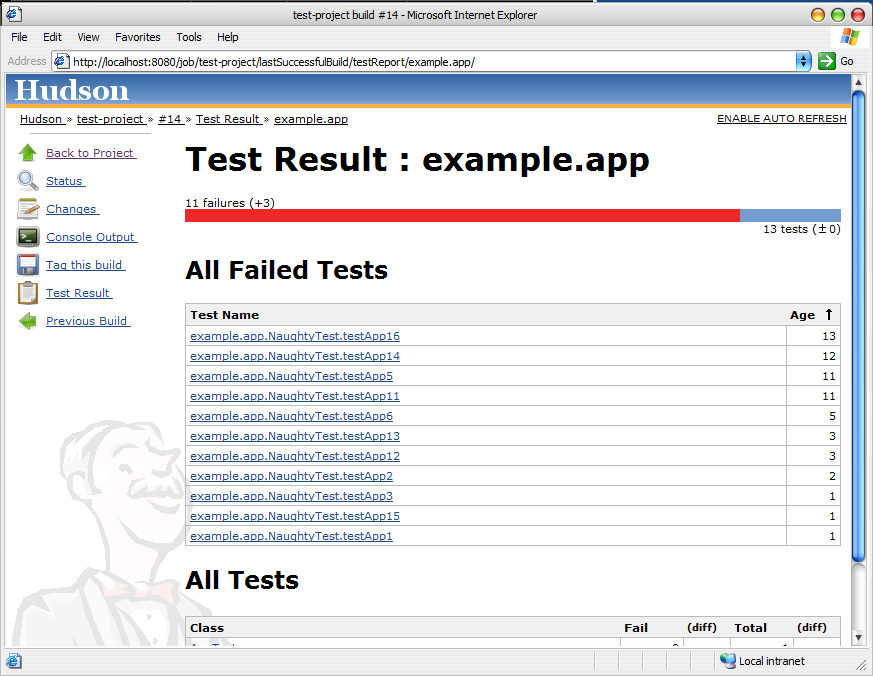 test-project build #14 - Microsoft Internet Explorer
File Edit View Favorites Tools Help
Address http://localhost:8080/job/test-project/lastSuccessfulBuild/testReport/example.app/ Go
Hudson
Hudson » test-project » #14 » Test Result » example.app ENABLE AUTO REFRESH
Back to Project
Status
Changes
Console Output
Tag this build
Test Result
Previous Build
Test Result : example.app
11 failures (+3)
13 tests (±0)
All Failed Tests
Test Name Age ↑
example.app.NaughtyTest.testApp16 13
example.app.NaughtyTest.testApp14 12
example.app.NaughtyTest.testApp5 11
example.app.NaughtyTest.testApp11 11
example.app.NaughtyTest.testApp6 5
example.app.NaughtyTest.testApp13 3
example.app.NaughtyTest.testApp12 3
example.app.NaughtyTest.testApp2 2
example.app.NaughtyTest.testApp3 1
example.app.NaughtyTest.testApp15 1
example.app.NaughtyTest.testApp1 1
All Tests
Class Fail (diff) Total (diff)
Local intranet